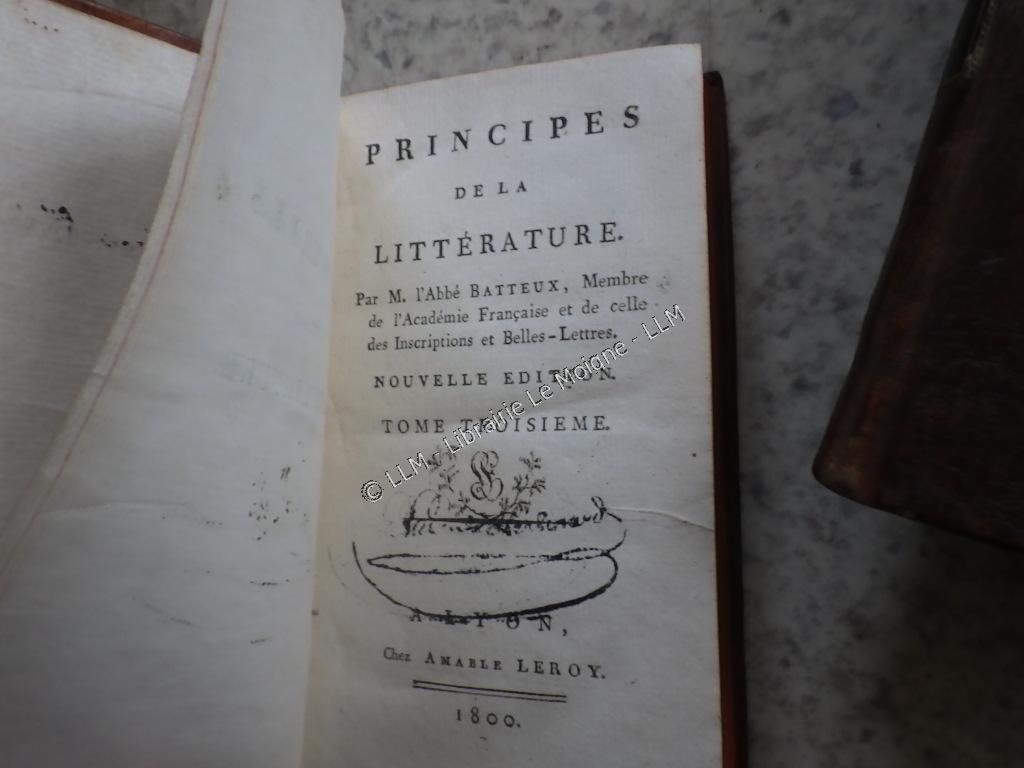 PRINCIPES
DE LA
LITTÉRATURE.
Par M. l'Abbé BATTEUX, Membre
de l'Académie Française et de celle
des Inscriptions et Belles-Lettres.
NOUVELLE EDITION.
TOME TROISIEME.
© LLM - Librairie Le Moigne - LLM
A LYON,
Chez AMABLE LEROY.
1800.